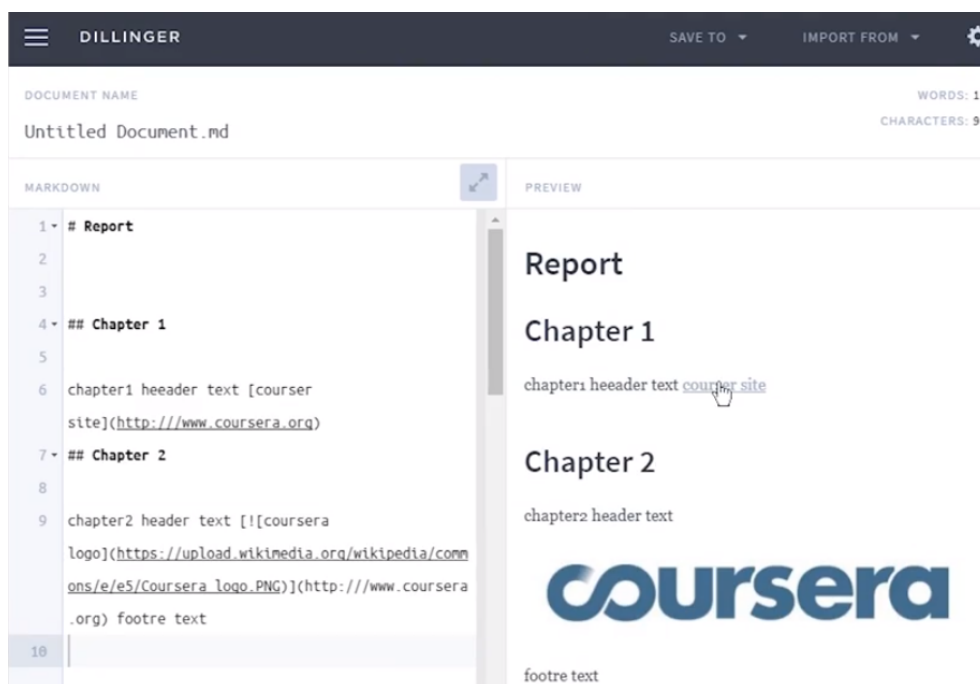 DILLINGER
SAVE TO
IMPORT FROM
DOCUMENT NAME
WORDS: 1
Untitled Document.md
CHARACTERS: 9
MARKDOWN
1 # Report
2
3
4 ## Chapter 1
5
6 chapter1 heeader text [courser
site](http:///www.coursera.org)
7 ## Chapter 2
8
9 chapter2 header text [![coursera
logo](https://upload.wikimedia.org/wikipedia/comm
ons/e/e5/Coursera_logo.PNG)](http:///www.coursera
.org) footre text
10
PREVIEW
Report
Chapter 1
chapter1 heeader text courser site
Chapter 2
chapter2 header text
coursera
footre text